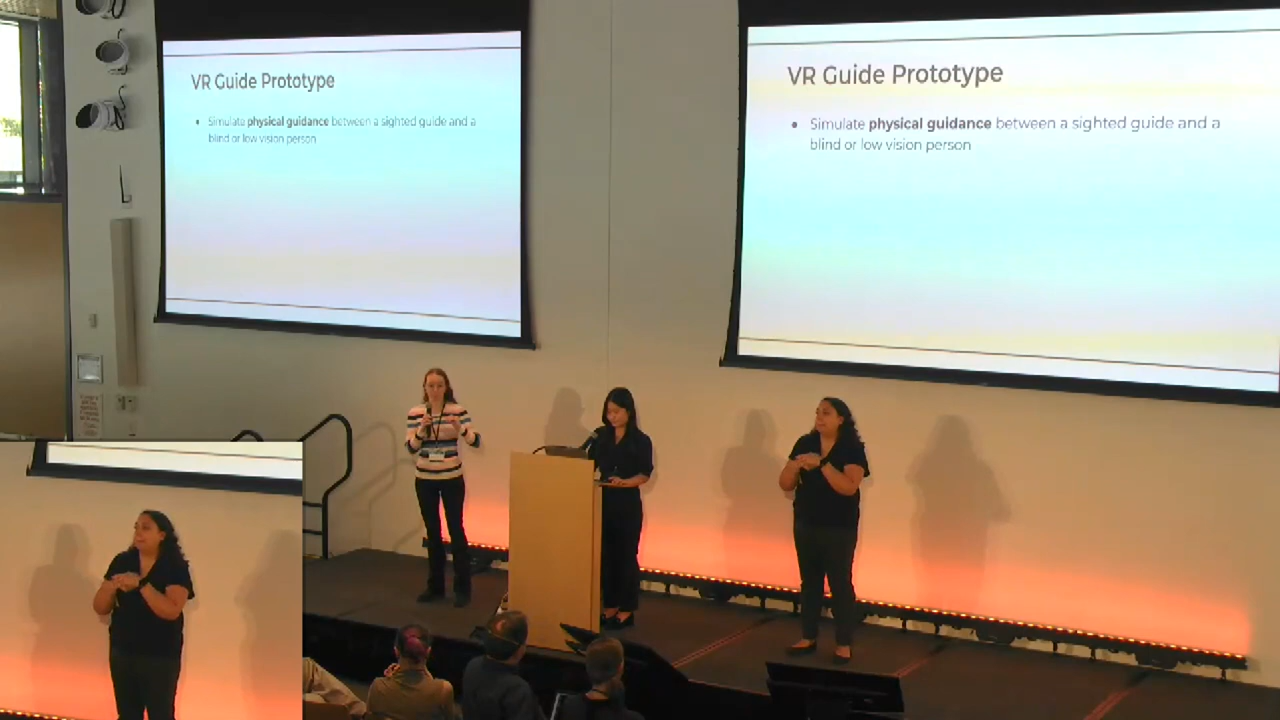 VR Guide Prototype
• Simulate physical guidance between a sighted guide and a
blind or low vision person
VR Guide Prototype
• Simulate physical guidance between a sighted guide and a
blind or low vision person